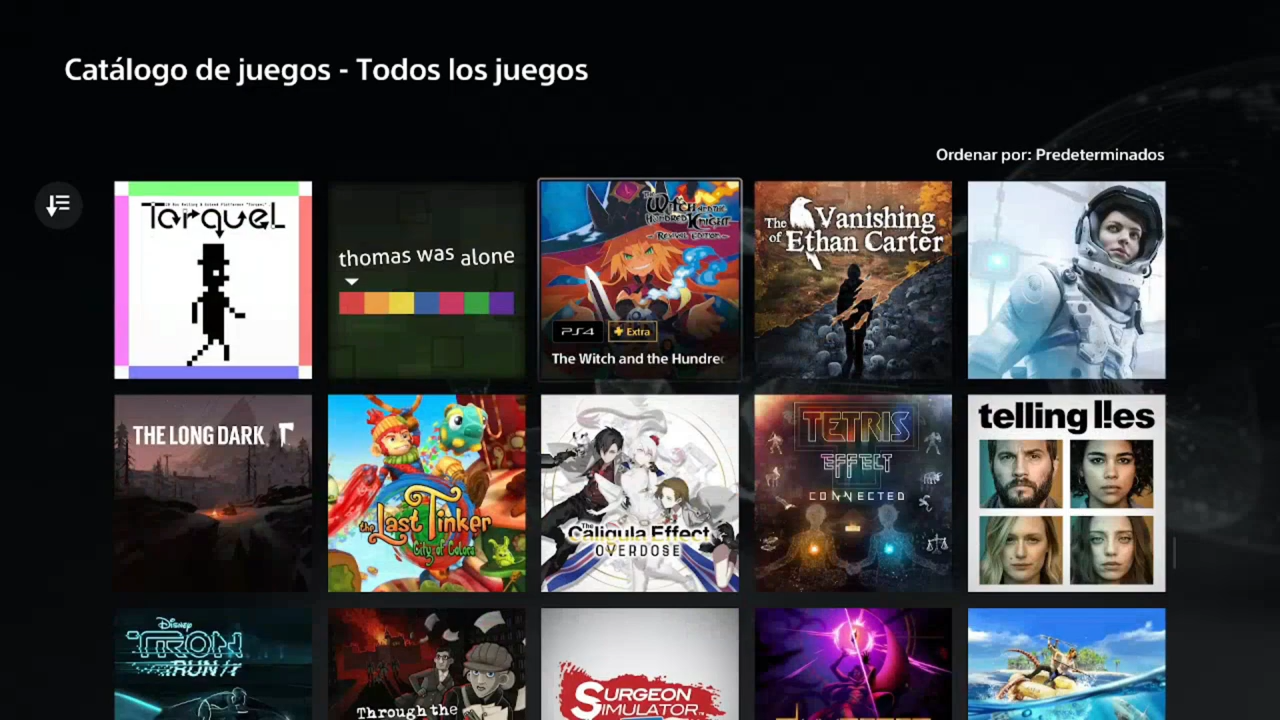 Catálogo de juegos - Todos los juegos
Ordenar por: Predeterminados
TorqueL
thomas was alone
The
Witch and the
Hundred Knight
- Revival Edition -
PS4
Extra
The Witch and the Hundre
The Vanishing
of Ethan Carter
THE LONG DARK
the Last Tinker
City of Colors
The
Caligula Effect
OVERDOSE
TETRIS
EFFECT
CONNECTED
telling l!es
Disney
TRON
RUN/r
Through the
SURGEON
SIMULATOR